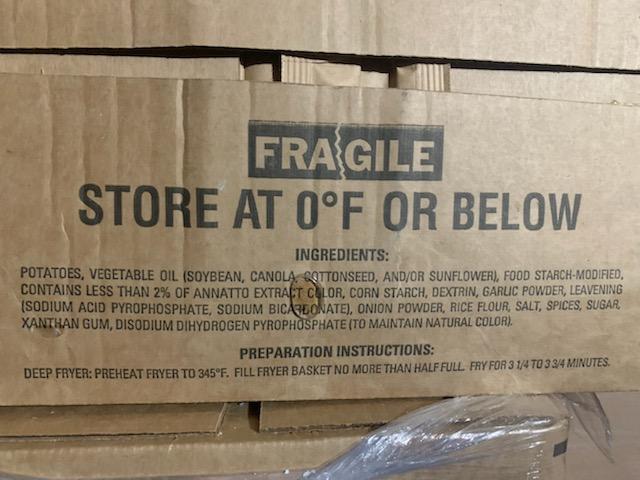 FRAGILE
STORE AT 0°F OR BELOW
INGREDIENTS:
POTATOES, VEGETABLE OIL (SOYBEAN, CANOLA, COTTONSEED, AND/OR SUNFLOWER), FOOD STARCH-MODIFIED,
CONTAINS LESS THAN 2% OF ANNATTO EXTRACT COLOR, CORN STARCH, DEXTRIN, GARLIC POWDER, LEAVENING
(SODIUM ACID PYROPHOSPHATE, SODIUM BICARBONATE), ONION POWDER, RICE FLOUR, SALT, SPICES, SUGAR,
XANTHAN GUM, DISODIUM DIHYDROGEN PYROPHOSPHATE (TO MAINTAIN NATURAL COLOR).
PREPARATION INSTRUCTIONS:
DEEP FRYER: PREHEAT FRYER TO 345°F. FILL FRYER BASKET NO MORE THAN HALF FULL. FRY FOR 3 1/4 TO 3 3/4 MINUTES.